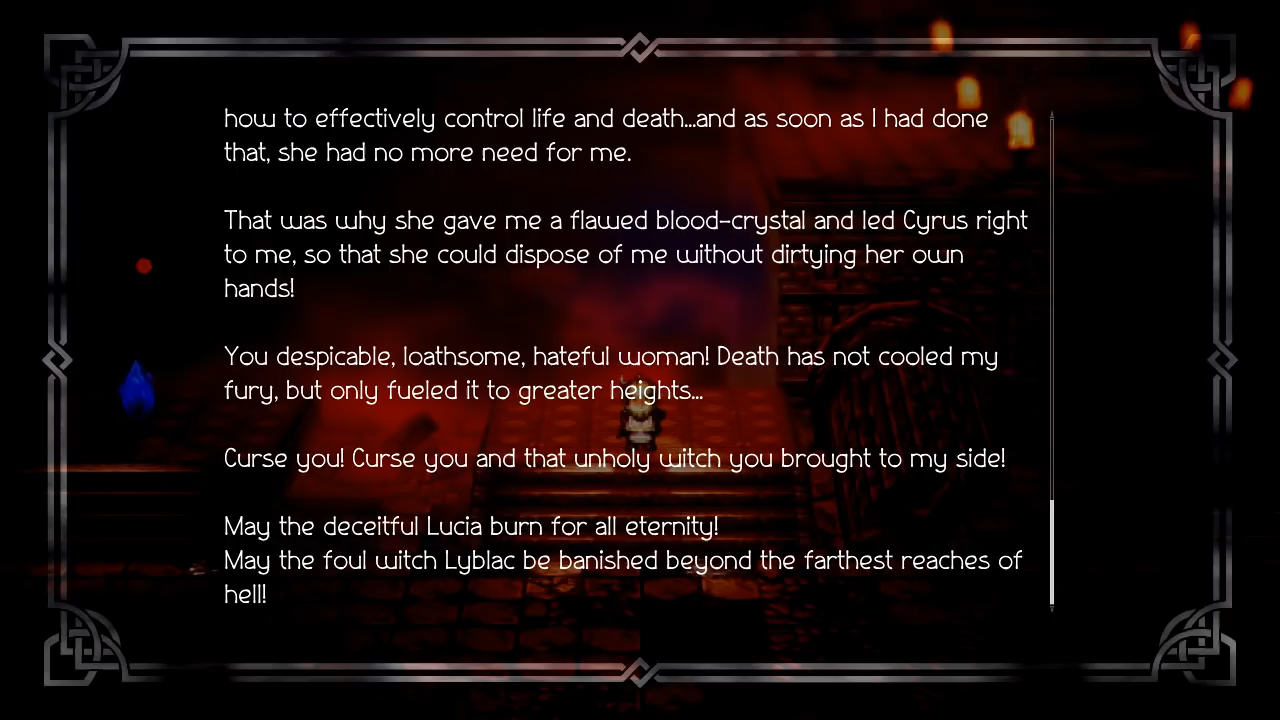 how to effectively control life and death...and as soon as I had done
that, she had no more need for me.
That was why she gave me a flawed blood-crystal and led Cyrus right
to me, so that she could dispose of me without dirtying her own
hands!
You despicable, loathsome, hateful woman! Death has not cooled my
fury, but only fueled it to greater heights...
Curse you! Curse you and that unholy witch you brought to my side!
May the deceitful Lucia burn for all eternity!
May the foul witch Lyblac be banished beyond the farthest reaches of
hell!